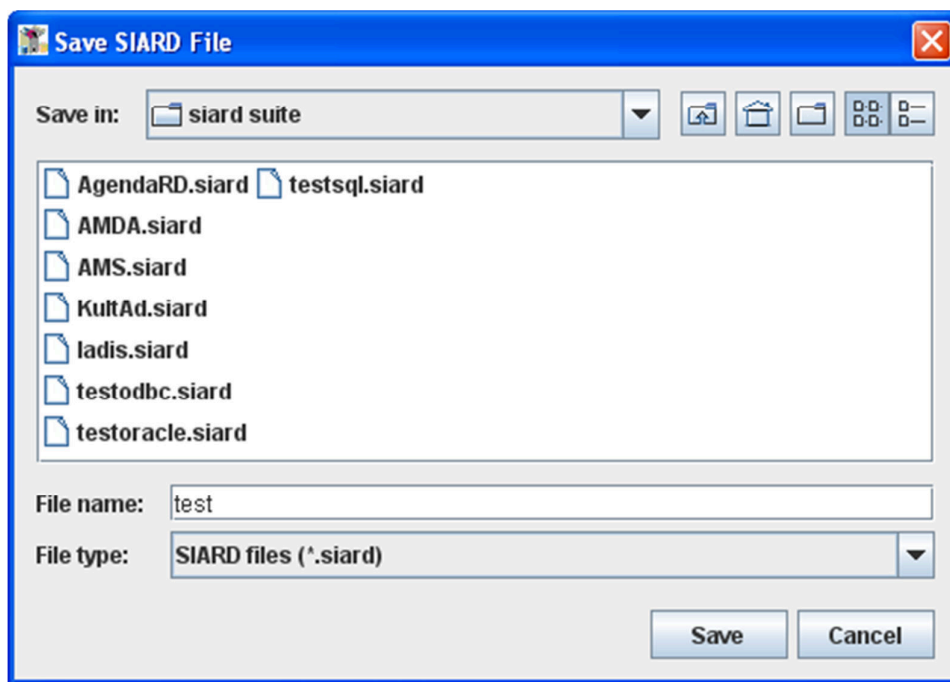 Save SIARD File
Save in: siard suite
AgendaRD.siard testsql.siard
AMDA.siard
AMS.siard
KultAd.siard
ladis.siard
testodbc.siard
testoracle.siard
File name: test
File type: SIARD files (*.siard)
Save Cancel